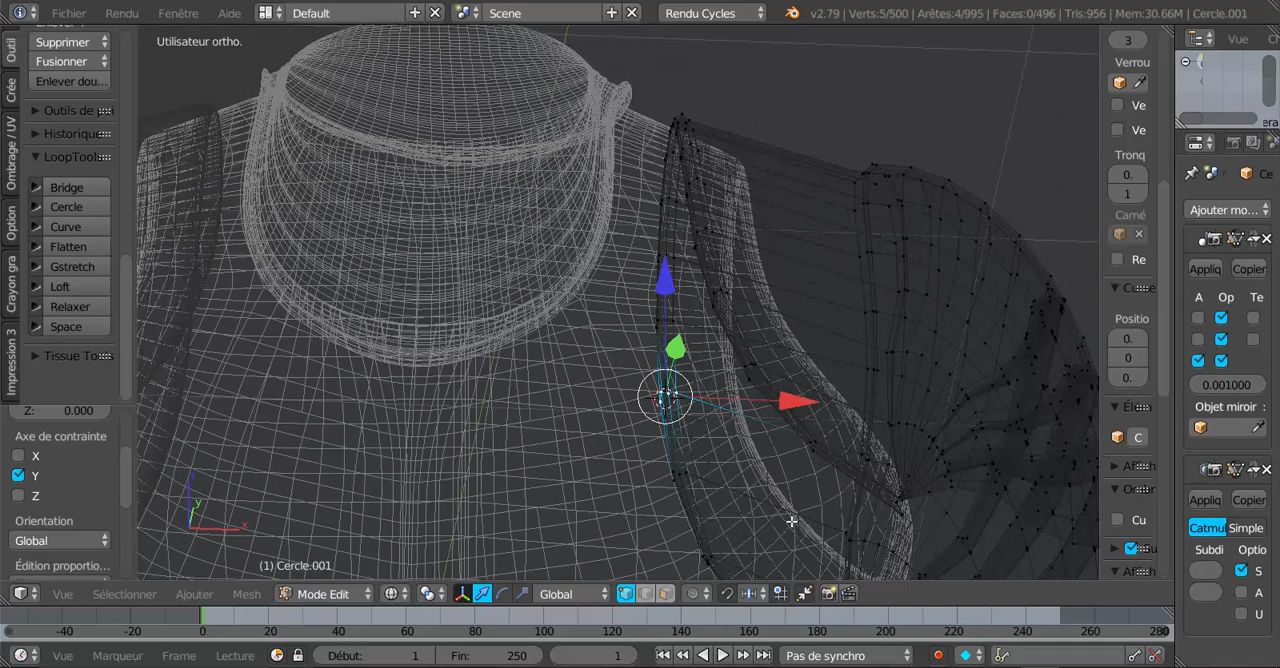 Fichier Rendu Fenêtre Aide Default Scene Rendu Cycles v2.79 | Verts:5/500 | Arêtes:4/995 | Faces:0/496 | Tris:956 | Mem:30.66M | Cercle.001
Utilisateur ortho.
Outil
Crée
Ombrage / UV
Option
Crayon gra
Impression 3
Supprimer
Fusionner
Enlever dou...
Outils de
Historique
LoopTools
Bridge
Cercle
Curve
Flatten
Gstretch
Loft
Relaxer
Space
Tissue To
Z: 0.000
Axe de contrainte
X
Y
Z
Orientation
Global
Édition proportio...
z
y
x
(1) Cercle.001
3
Verrou
Ve
Ve
Tronq
0.
1
Camé
Re
Positio
0.
0
0.
Élé
C
Cu
Vue
era
Ce
Ajouter mo...
Appliq Copier
A Op Te
0.001000
Objet miroir :
Appliq Copier
Catmu Simple
Subdi Optio
S
A
U
Vue Sélectionner Ajouter Mesh Mode Edit Global
-40 -20 0 20 40 60 80 100 120 140 160 180 200 220 240 260 280
Vue Marqueur Frame Lecture Début: 1 Fin: 250 1 Pas de synchro